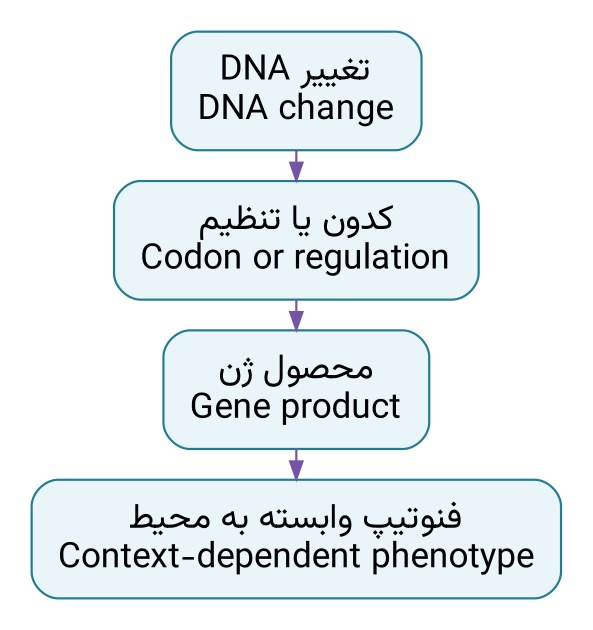 تغییر DNA
DNA change
کدون یا تنظیم
Codon or regulation
محصول ژن
Gene product
فنوتیپ وابسته به محیط
Context-dependent phenotype